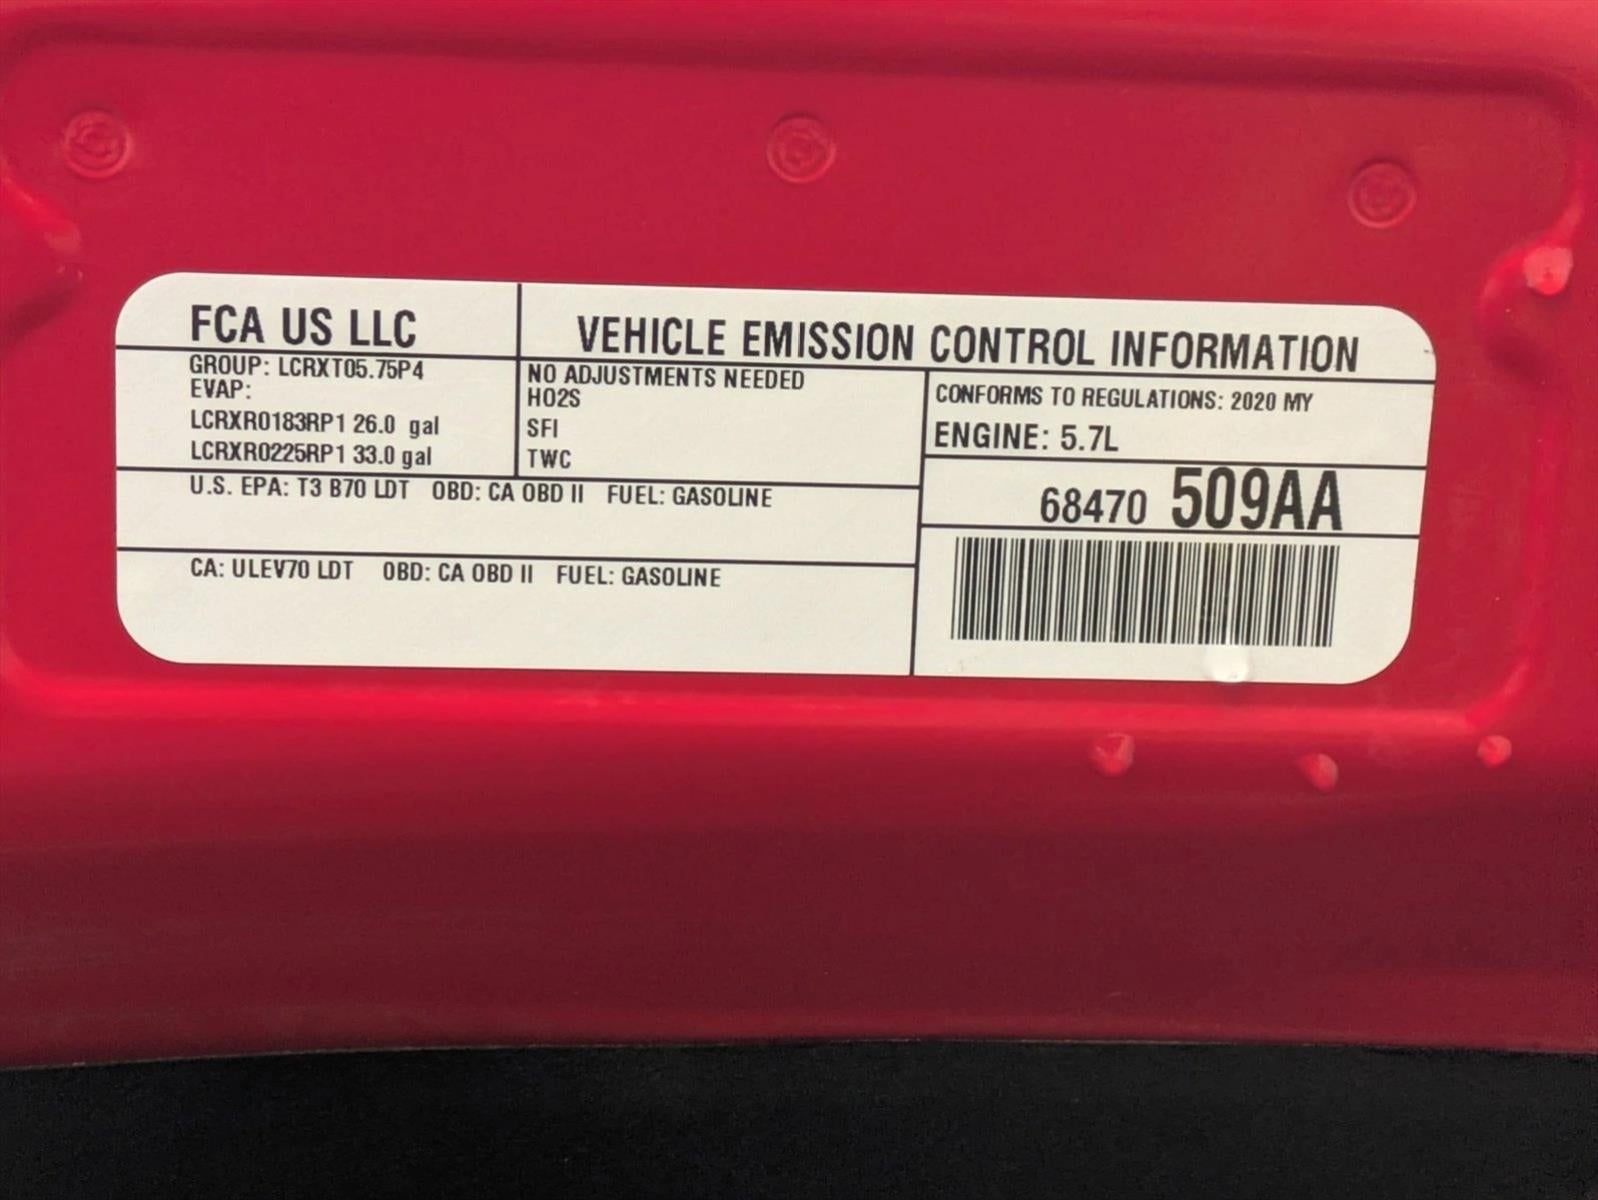 FCA US LLC
VEHICLE EMISSION CONTROL INFORMATION
GROUP: LCRXT05.75P4
EVAP:
LCRXR0183RP1 26.0 gal
LCRXR0225RP1 33.0 gal
NO ADJUSTMENTS NEEDED
HO2S
SFI
TWC
CONFORMS TO REGULATIONS: 2020 MY
ENGINE: 5.7L
68470 509AA
U.S. EPA: T3 B70 LDT OBD: CA OBD II FUEL: GASOLINE
CA: ULEV70 LDT OBD: CA OBD II FUEL: GASOLINE